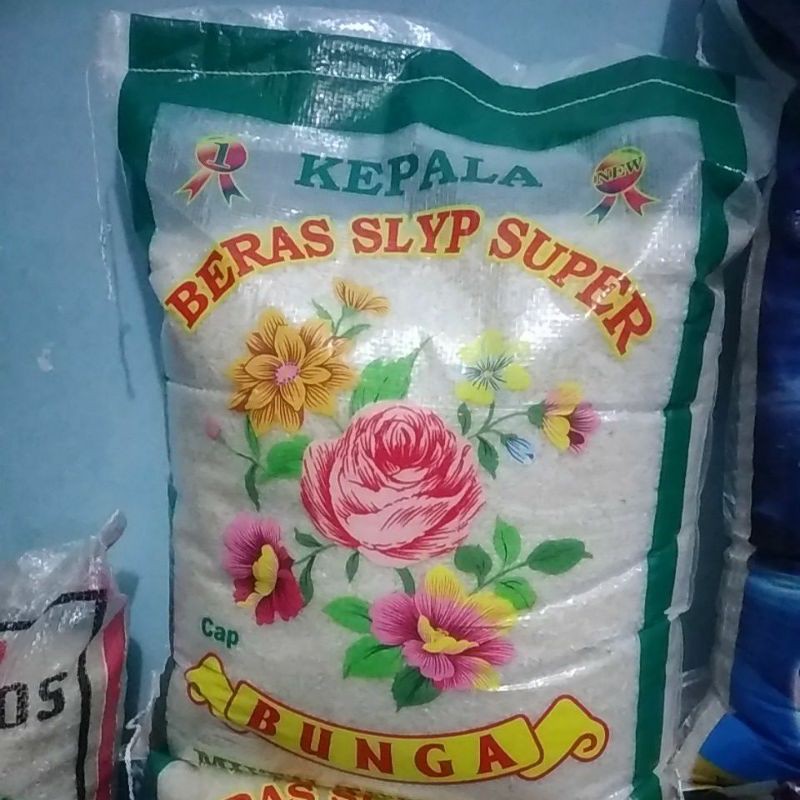 1
KEPALA
NEW
BERAS SLYP SUPER
Cap
BUNGA
OS